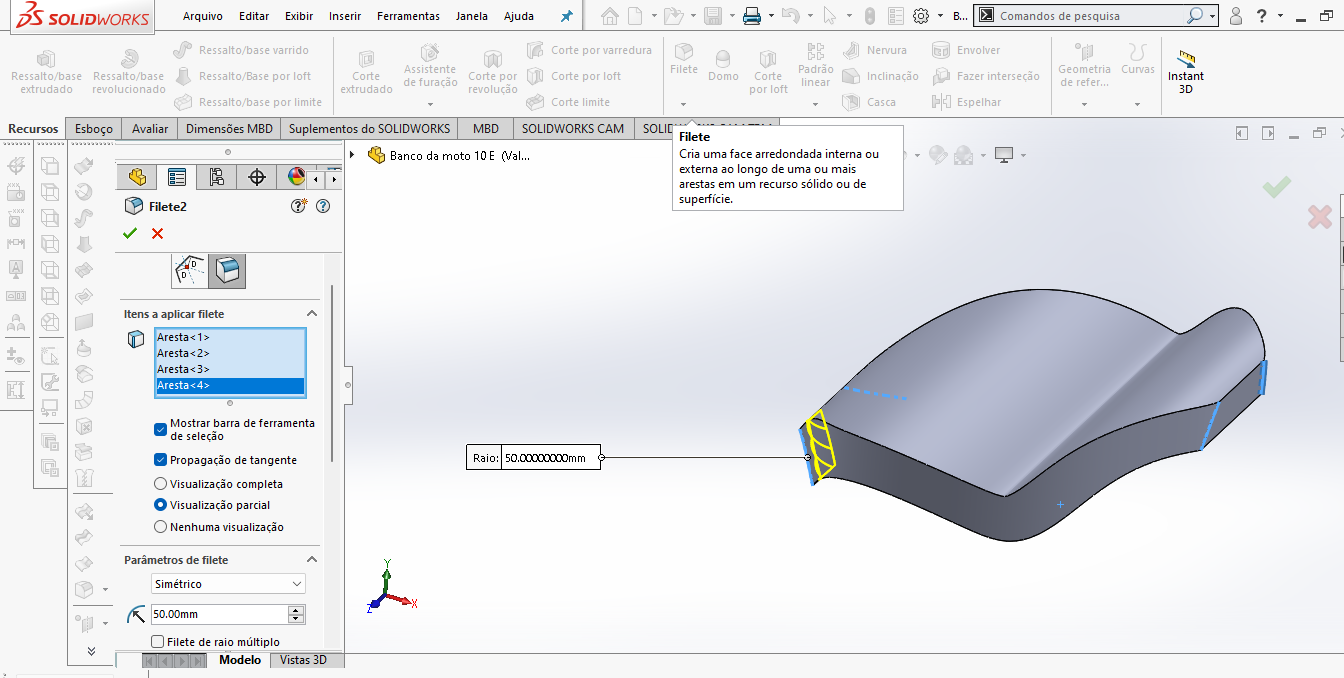 SOLIDWORKS
Arquivo Editar Exibir Inserir Ferramentas Janela Ajuda
B... Comandos de pesquisa
Ressalto/base extrudado
Ressalto/base revolucionado
Ressalto/base varrido
Ressalto/Base por loft
Ressalto/base por limite
Corte extrudado
Assistente de furação
Corte por revolução
Corte por varredura
Corte por loft
Corte limite
Filete
Domo
Corte por loft
Padrão linear
Nervura
Inclinação
Casca
Envolver
Fazer interseção
Espelhar
Geometria de refer...
Curvas
Instant 3D
Recursos Esboço Avaliar Dimensões MBD Suplementos do SOLIDWORKS MBD SOLIDWORKS CAM
Filete
Cria uma face arredondada interna ou
externa ao longo de uma ou mais
arestas em um recurso sólido ou de
superfície.
Banco da moto 10 E (Val...
Filete2
Itens a aplicar filete
Aresta<1>
Aresta<2>
Aresta<3>
Aresta<4>
Mostrar barra de ferramenta
de seleção
Propagação de tangente
Visualização completa
Visualização parcial
Nenhuma visualização
Parâmetros de filete
Simétrico
50.00mm
Filete de raio múltiplo
Raio: 50.00000000mm
Y
X
Z
Modelo Vistas 3D